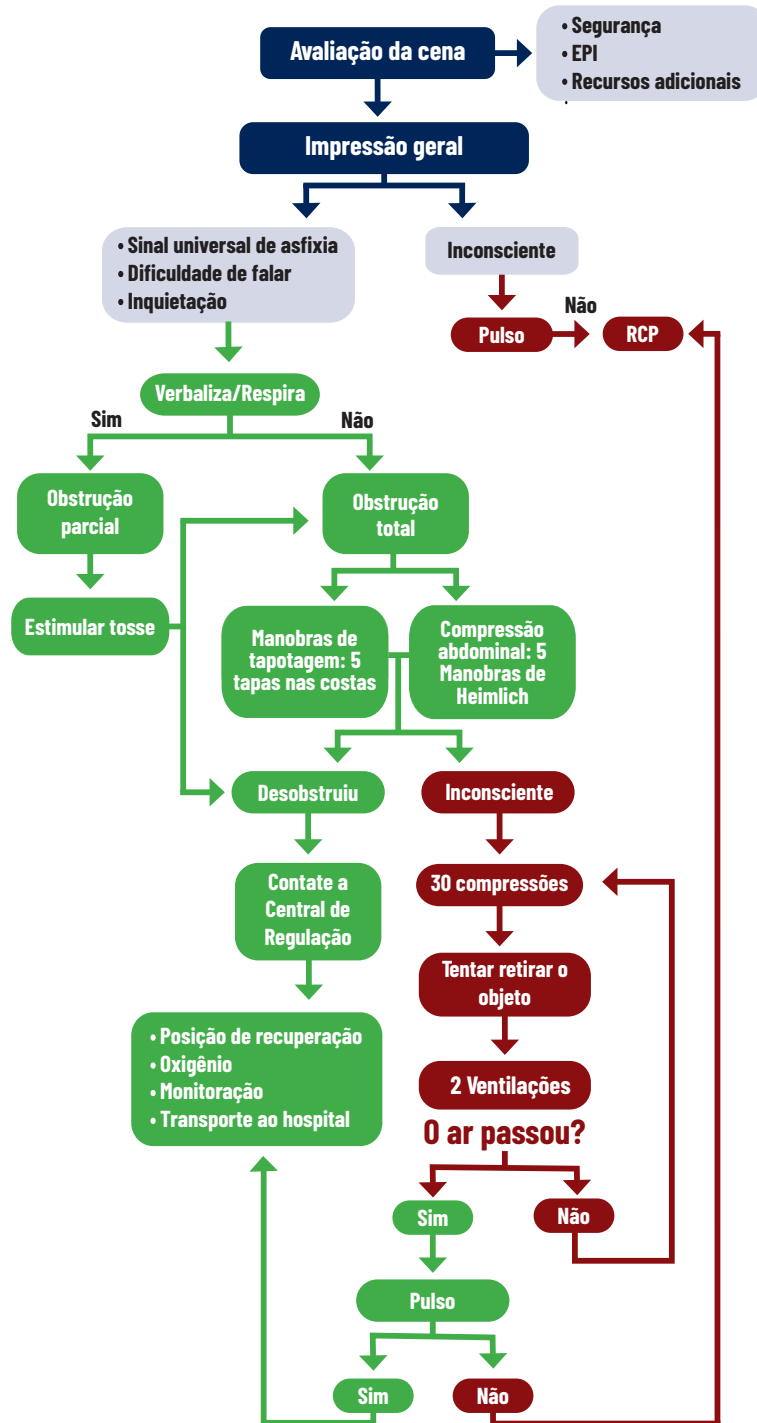 Avaliação da cena
• Segurança
• EPI
• Recursos adicionais
•
Impressão geral
• Sinal universal de asfixia
• Dificuldade de falar
• Inquietação
Inconsciente
Pulso
Não
RCP
Verbaliza/Respira
Sim
Não
Obstrução
parcial
Obstrução
total
Estimular tosse
Manobras de
tapotagem: 5
tapas nas costas
Compressão
abdominal: 5
Manobras de
Heimlich
Desobstruiu
Inconsciente
Contate a
Central de
Regulação
30 compressões
Tentar retirar o
objeto
• Posição de recuperação
• Oxigênio
• Monitoração
• Transporte ao hospital
2 Ventilações
O ar passou?
Sim
Não
Pulso
Sim
Não